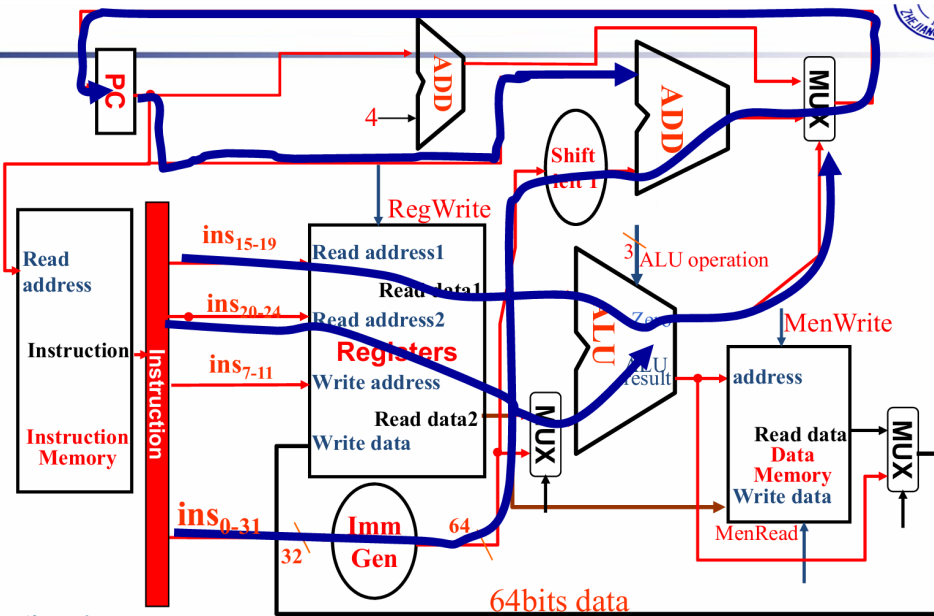 ZHEJIANG
PC
ADD
4
ADD
MUX
Shift
left 1
RegWrite
ins15-19
Read address1
Read data1
3
ALU operation
Read
address
ins20-24
Read address2
Registers
Zero
ALU
ALU
result
MenWrite
Instruction
Instruction
ins7-11
Write address
address
Read data2
MUX
Instruction
Memory
Write data
Read data
Data
Memory
Write data
MUX
ins0-31
32
Imm
Gen
64
MenRead
64bits data